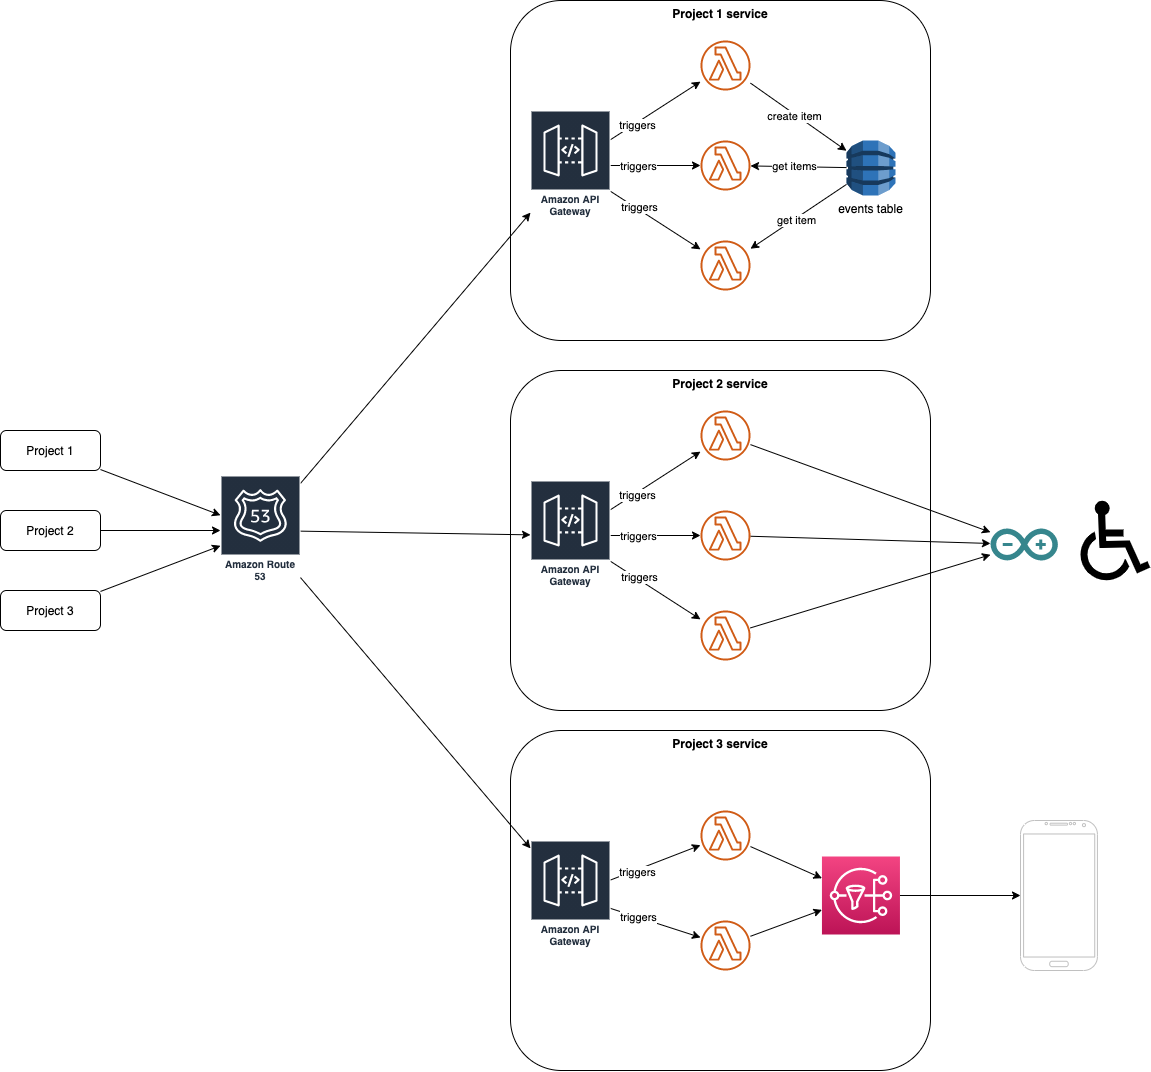 Project 1 service
triggers
create item
triggers
get items
Amazon API
Gateway
triggers
get item
events table
Project 2 service
Project 1
triggers
53
Project 2
triggers
Amazon Route
53
Amazon API
Gateway
triggers
Project 3
Project 3 service
triggers
triggers
Amazon API
Gateway